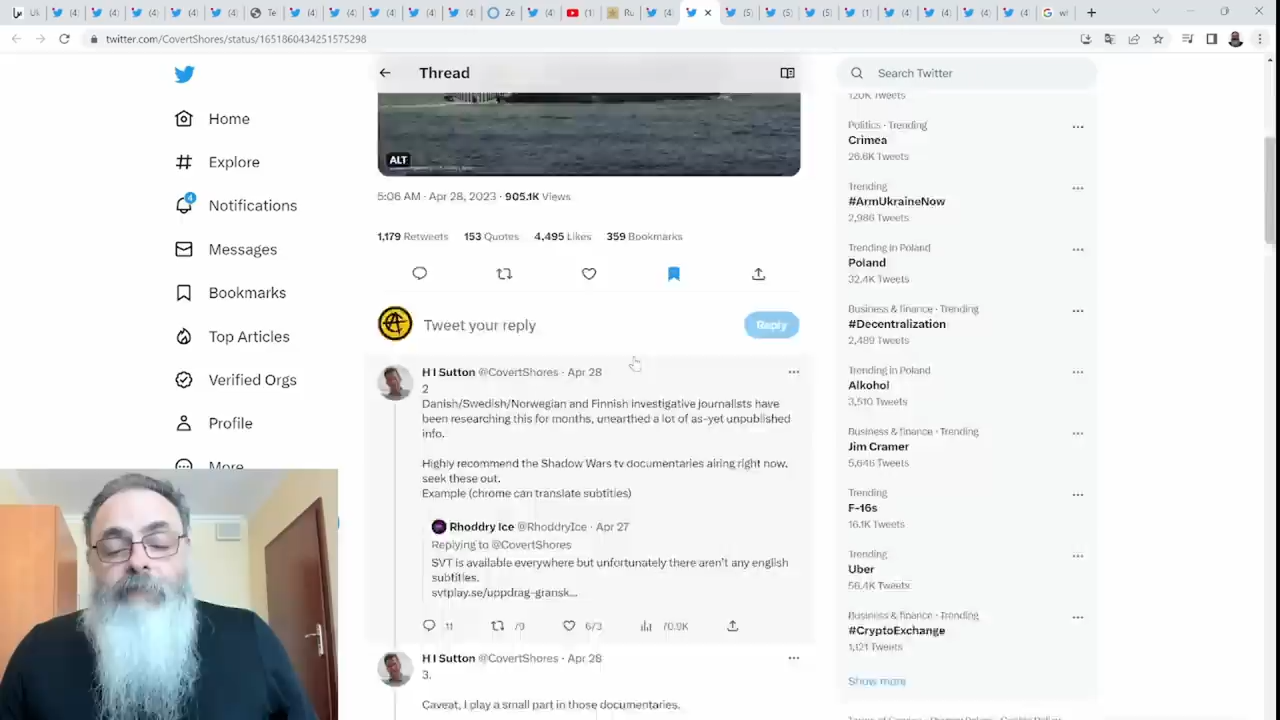 twitter.com/CovertShores/status/1651860434251575298
Home
Explore
4
Notifications
Messages
Bookmarks
Top Articles
Verified Orgs
Profile
More
Thread
ALT
5:06 AM · Apr 28, 2023 · 905.1K Views
1,179 Retweets 153 Quotes 4,495 Likes 359 Bookmarks
Tweet your reply
Reply
H I Sutton @CovertShores · Apr 28
2
Danish/Swedish/Norwegian and Finnish investigative journalists have
been researching this for months, unearthed a lot of as-yet unpublished
info.
Highly recommend the Shadow Wars tv documentaries airing right now.
seek these out.
Example (chrome can translate subtitles)
Rhoddry Ice @RhoddryIce · Apr 27
Replying to @CovertShores
SVT is available everywhere but unfortunately there aren't any english
subtitles.
svtplay.se/uppdrag-gransk...
11 79 673 70.9K
H I Sutton @CovertShores · Apr 28
3.
Caveat, I play a small part in those documentaries.
Search Twitter
120K Tweets
Politics · Trending
Crimea
26.6K Tweets
Trending
#ArmUkraineNow
2,986 Tweets
Trending in Poland
Poland
32.4K Tweets
Business & finance · Trending
#Decentralization
2,489 Tweets
Trending in Poland
Alkohol
3,510 Tweets
Business & finance · Trending
Jim Cramer
5,646 Tweets
Trending
F-16s
16.1K Tweets
Trending
Uber
56.4K Tweets
Business & finance · Trending
#CryptoExchange
1,121 Tweets
Show more